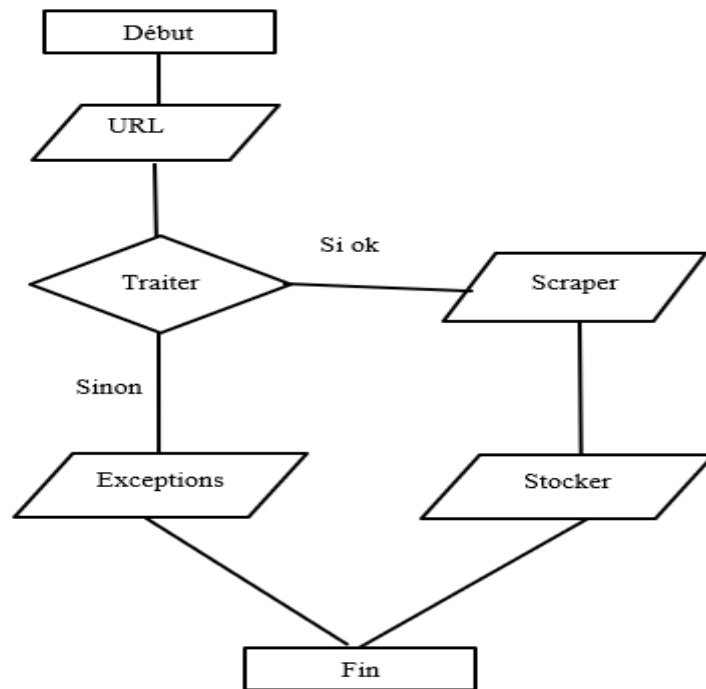 Début
URL
Traiter
Si ok
Scraper
Sinon
Exceptions
Stocker
Fin